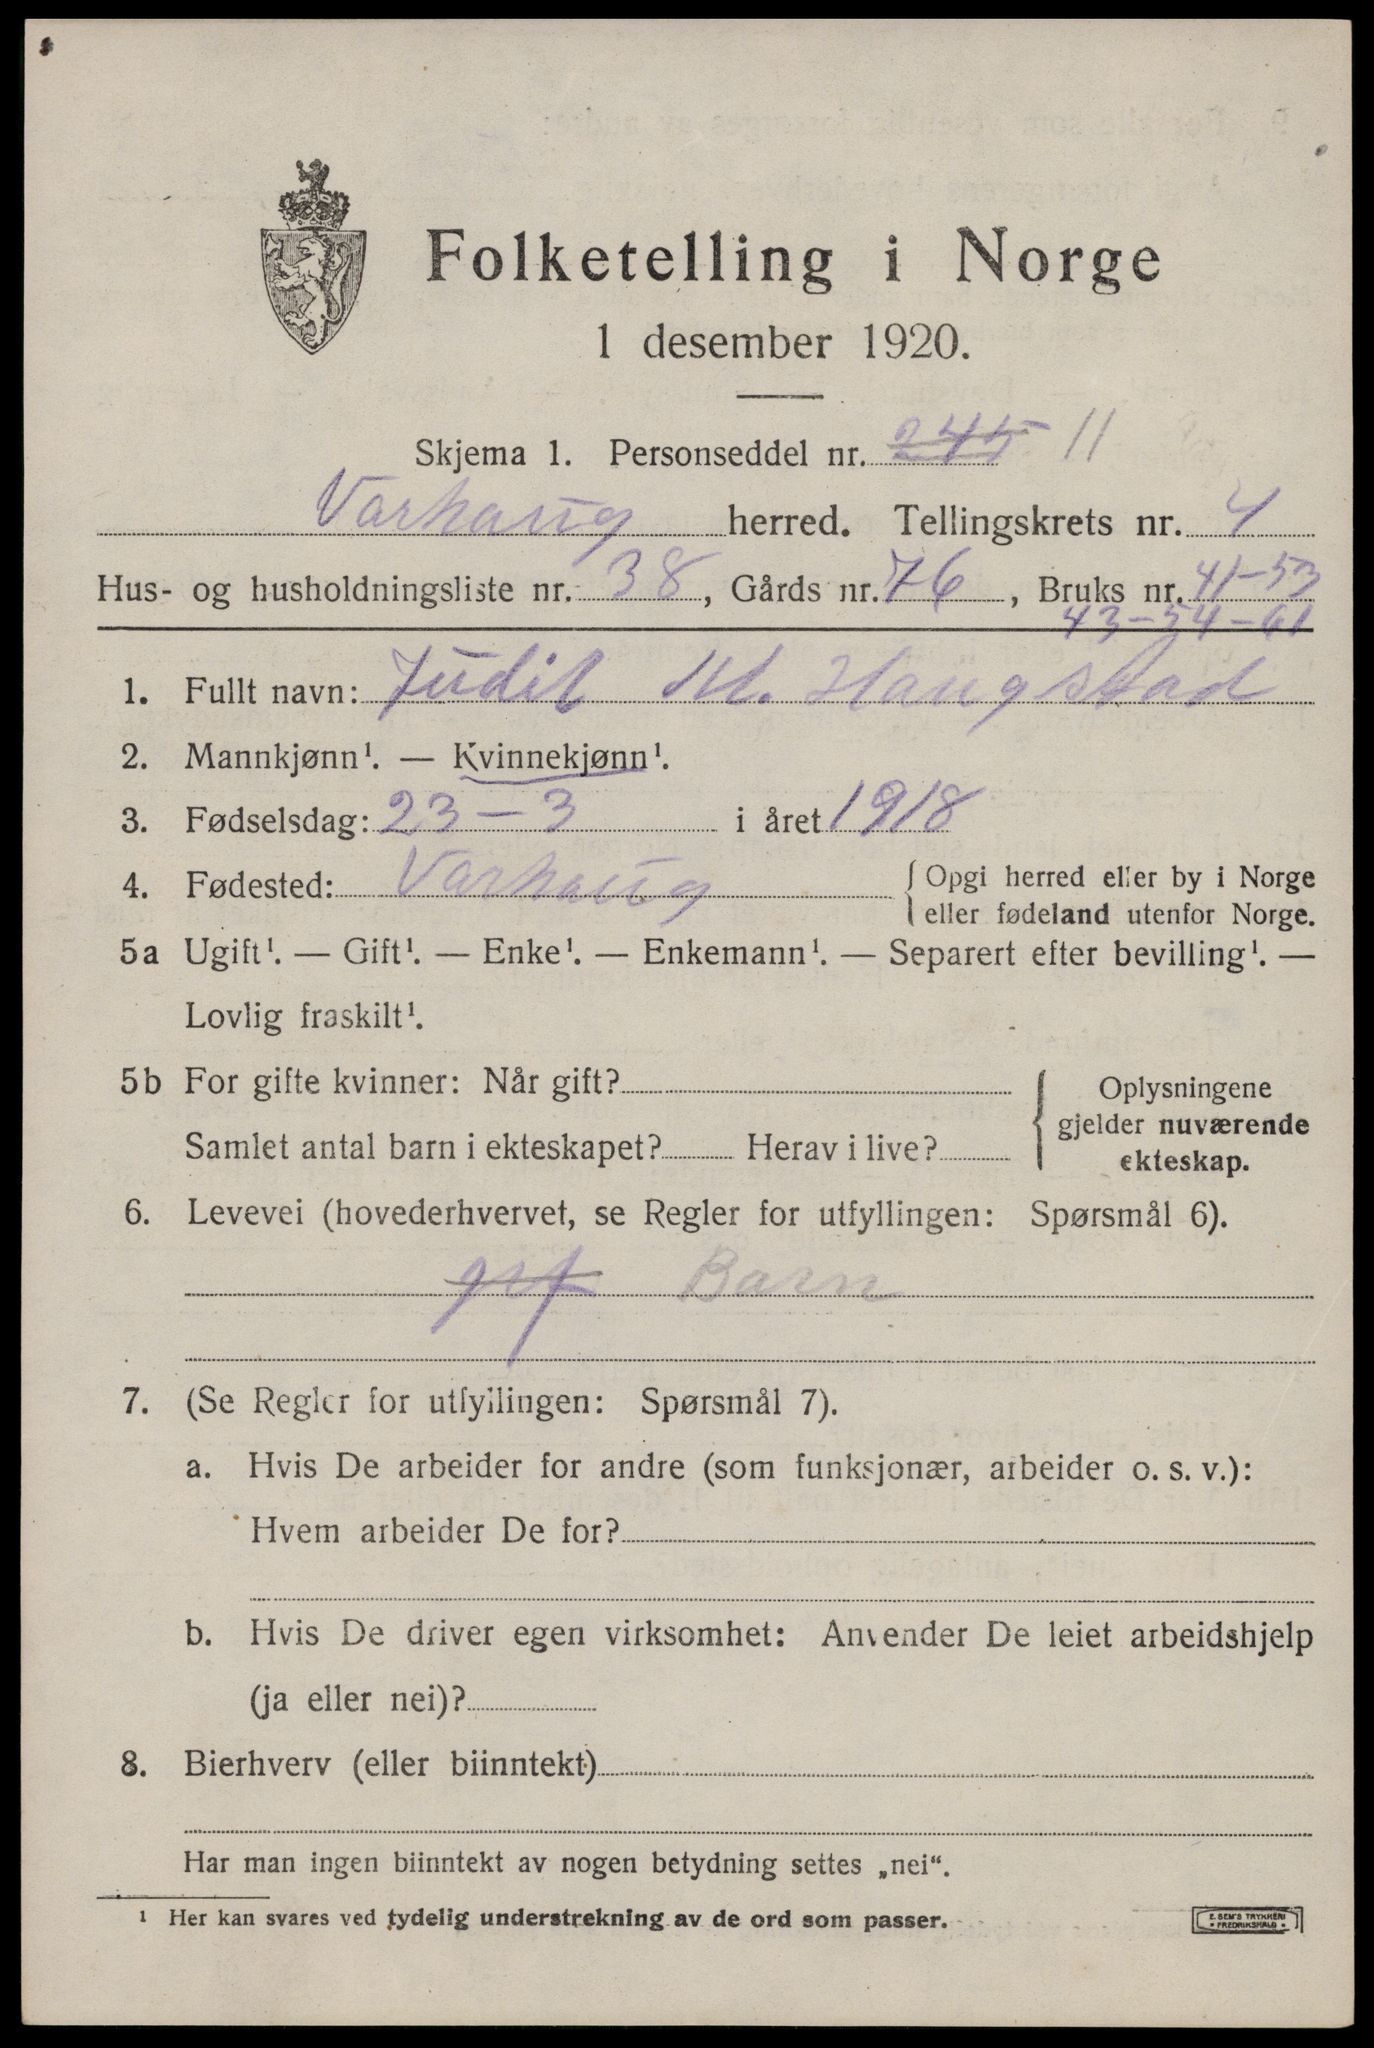 Folketelling i Norge
1 desember 1920.
Skjema 1. Personseddel nr. 245 11
Varhaug herred. Tellingskrets nr. 4
Hus- og husholdningsliste nr. 38, Gårds nr. 76, Bruks nr. 41-53
43-54-61
1. Fullt navn: Judit M. Haugstad
2. Mannkjønn¹. — Kvinnekjønn¹.
3. Fødselsdag: 23-3 i året 1918
4. Fødested: Varhaug { Opgi herred eller by i Norge
eller fødeland utenfor Norge.
5a Ugift¹. — Gift¹. — Enke¹. — Enkemann¹. — Separert efter bevilling¹. —
Lovlig fraskilt¹.
5b For gifte kvinner: Når gift? { Oplysningene
gjelder nuværende
Samlet antal barn i ekteskapet? Herav i live?
ekteskap.
6. Levevei (hovederhvervet, se Regler for utfyllingen: Spørsmål 6).
Barn
7. (Se Regler for utfyllingen: Spørsmål 7).
a. Hvis De arbeider for andre (som funksjonær, arbeider o. s. v.):
Hvem arbeider De for?
b. Hvis De driver egen virksomhet: Anvender De leiet arbeidshjelp
(ja eller nei)?
8. Bierhverv (eller biinntekt)
Har man ingen biinntekt av nogen betydning settes „nei“.
¹ Her kan svares ved tydelig understrekning av de ord som passer.
E. SEM'S TRYKKERI
• FREDRIKSHALD •